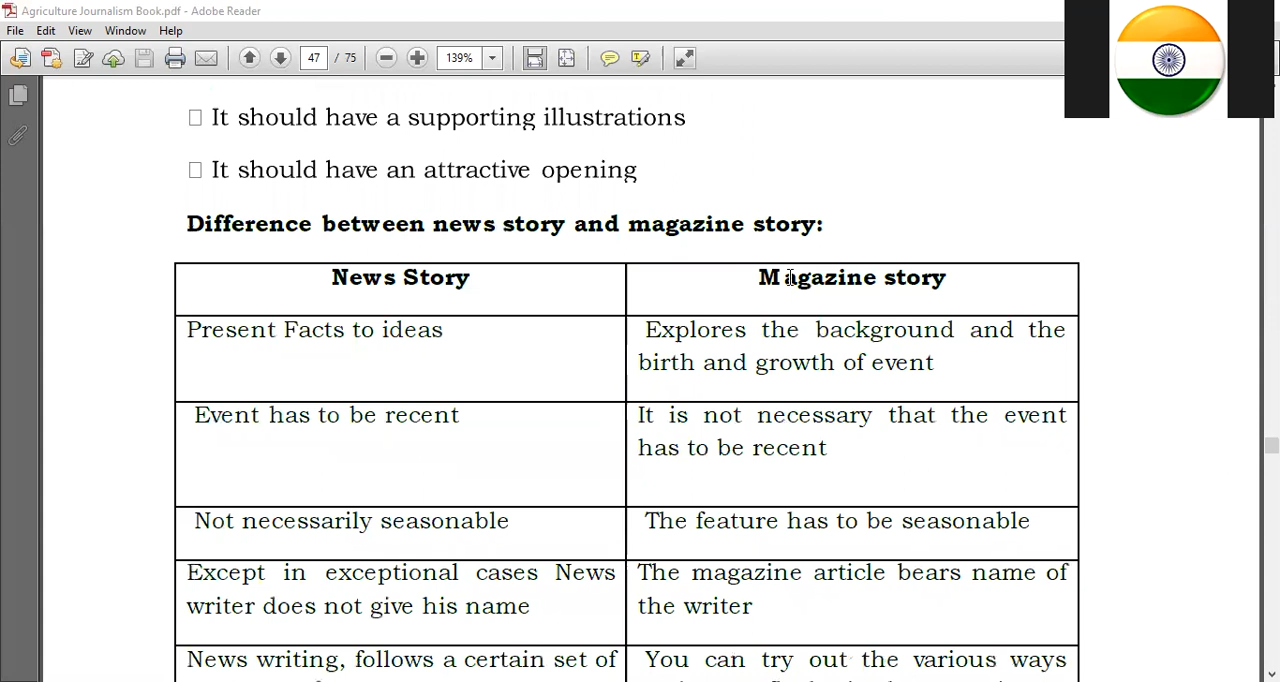 Agriculture Journalism Book.pdf - Adobe Reader
File Edit View Window Help
47 / 75 139%
It should have a supporting illustrations
It should have an attractive opening
Difference between news story and magazine story:
News Story
Magazine story
Present Facts to ideas
Explores the background and the
birth and growth of event
Event has to be recent
It is not necessary that the event
has to be recent
Not necessarily seasonable
The feature has to be seasonable
Except in exceptional cases News
writer does not give his name
The magazine article bears name of
the writer
News writing, follows a certain set of
You can try out the various ways